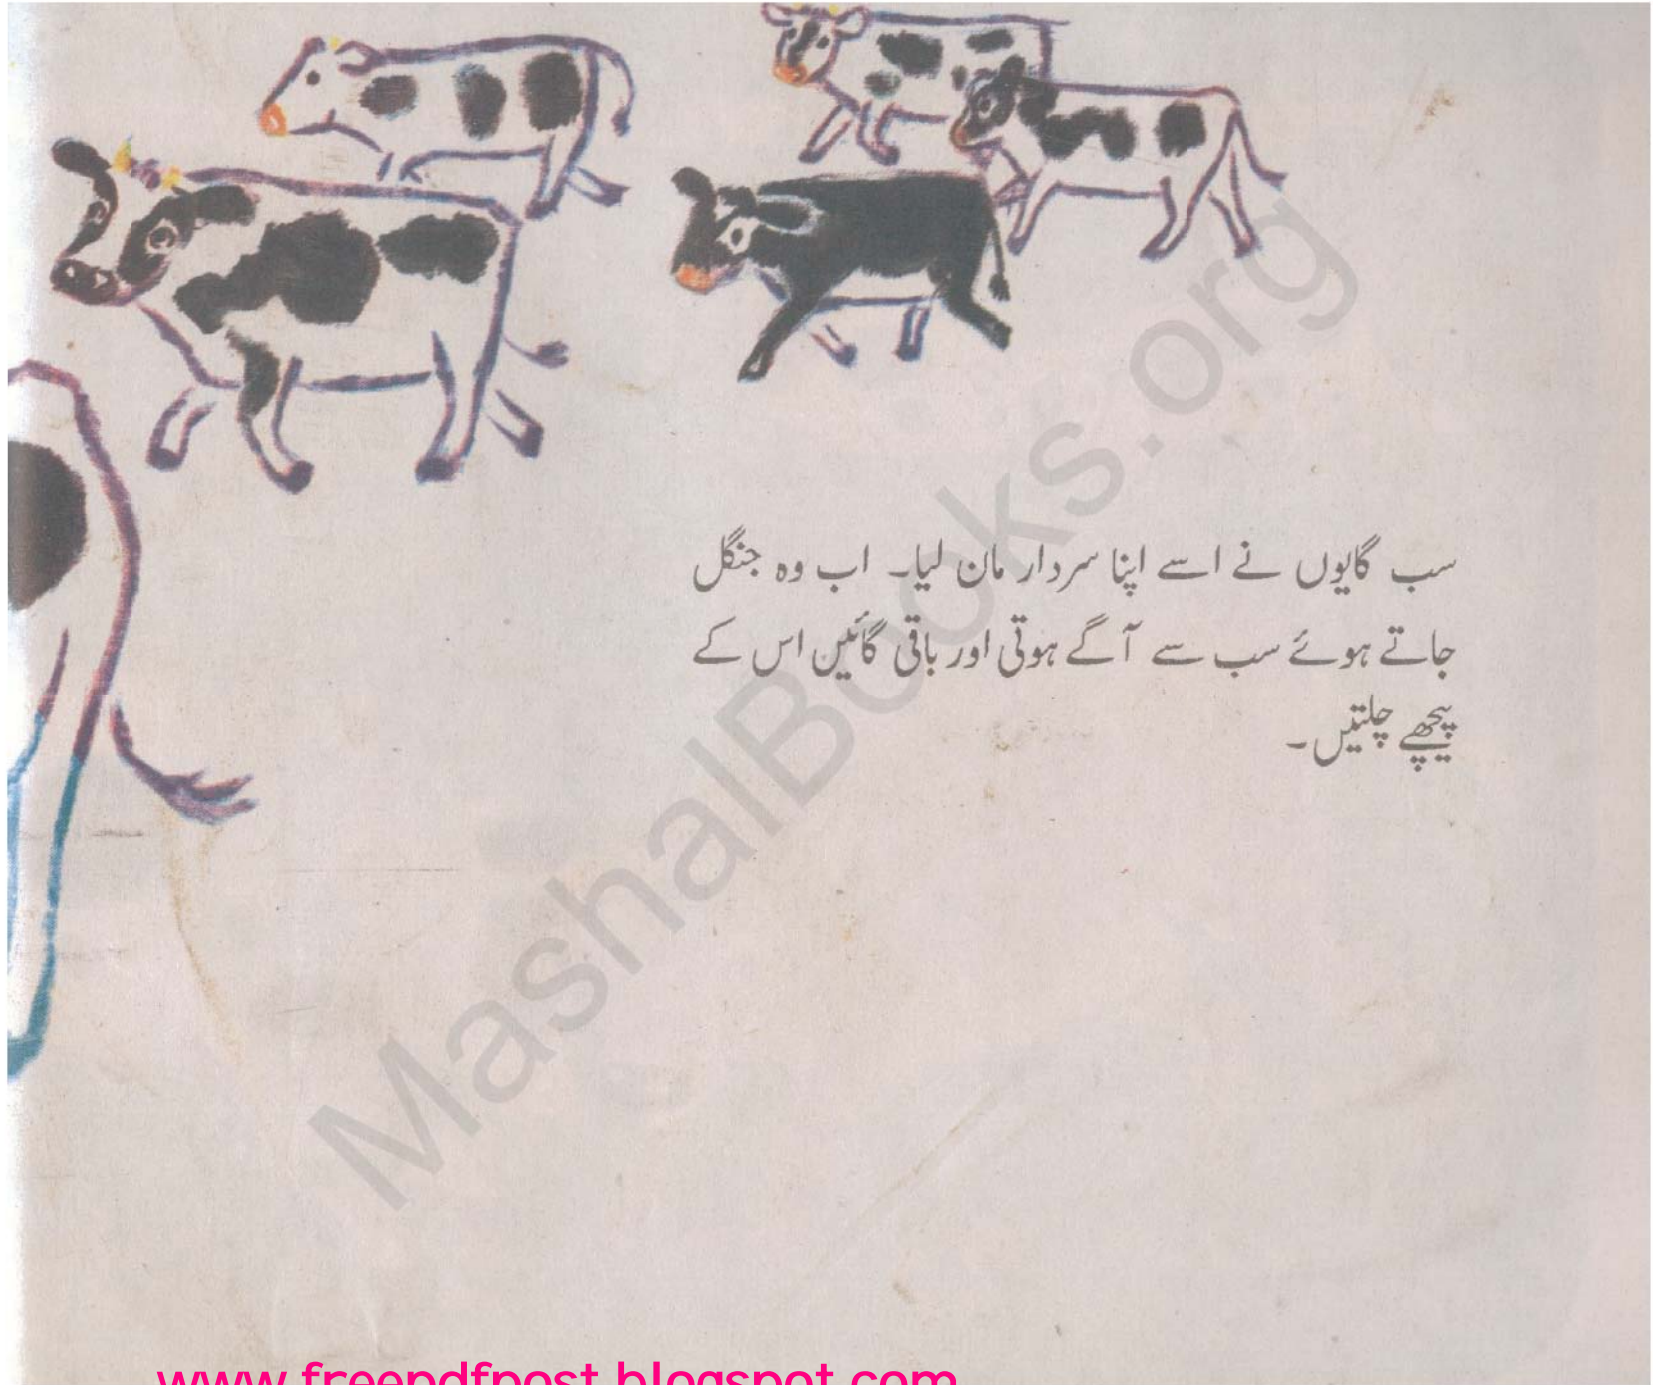 سب گایوں نے اسے اپنا سردار مان لیا۔ اب وہ جنگل
جاتے ہوئے سب سے آگے ہوتی اور باقی گائیں اس کے
پیچھے چلتیں۔
MashalBooks.org
www.freepdfpost.blogspot.com